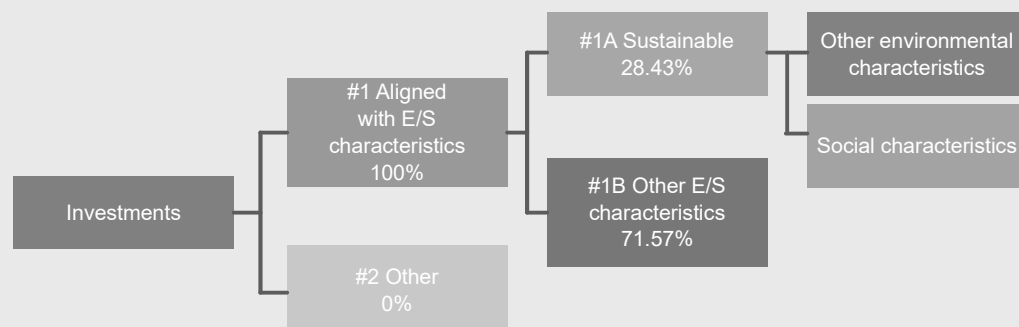 Investments
#1 Aligned
with E/S
characteristics
100%
#2 Other
0%
#1A Sustainable
28.43%
#1B Other E/S
characteristics
71.57%
Other environmental
characteristics
Social characteristics